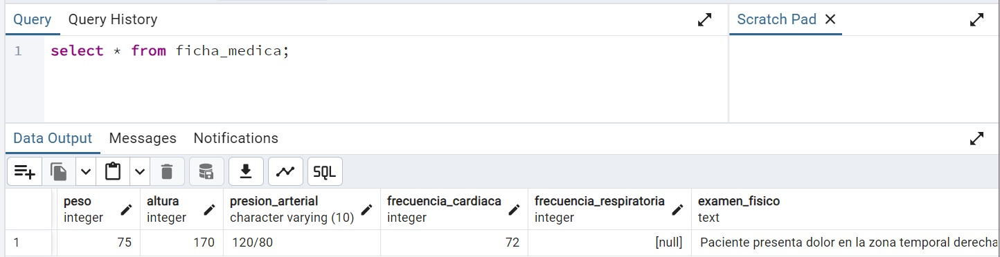 Query Query History Scratch Pad
1 select * from ficha_medica;
Data Output Messages Notifications
SQL
peso altura presion_arterial frecuencia_cardiaca frecuencia_respiratoria examen_fisico
integer integer character varying (10) integer integer text
1 75 170 120/80 72 [null] Paciente presenta dolor en la zona temporal derecha